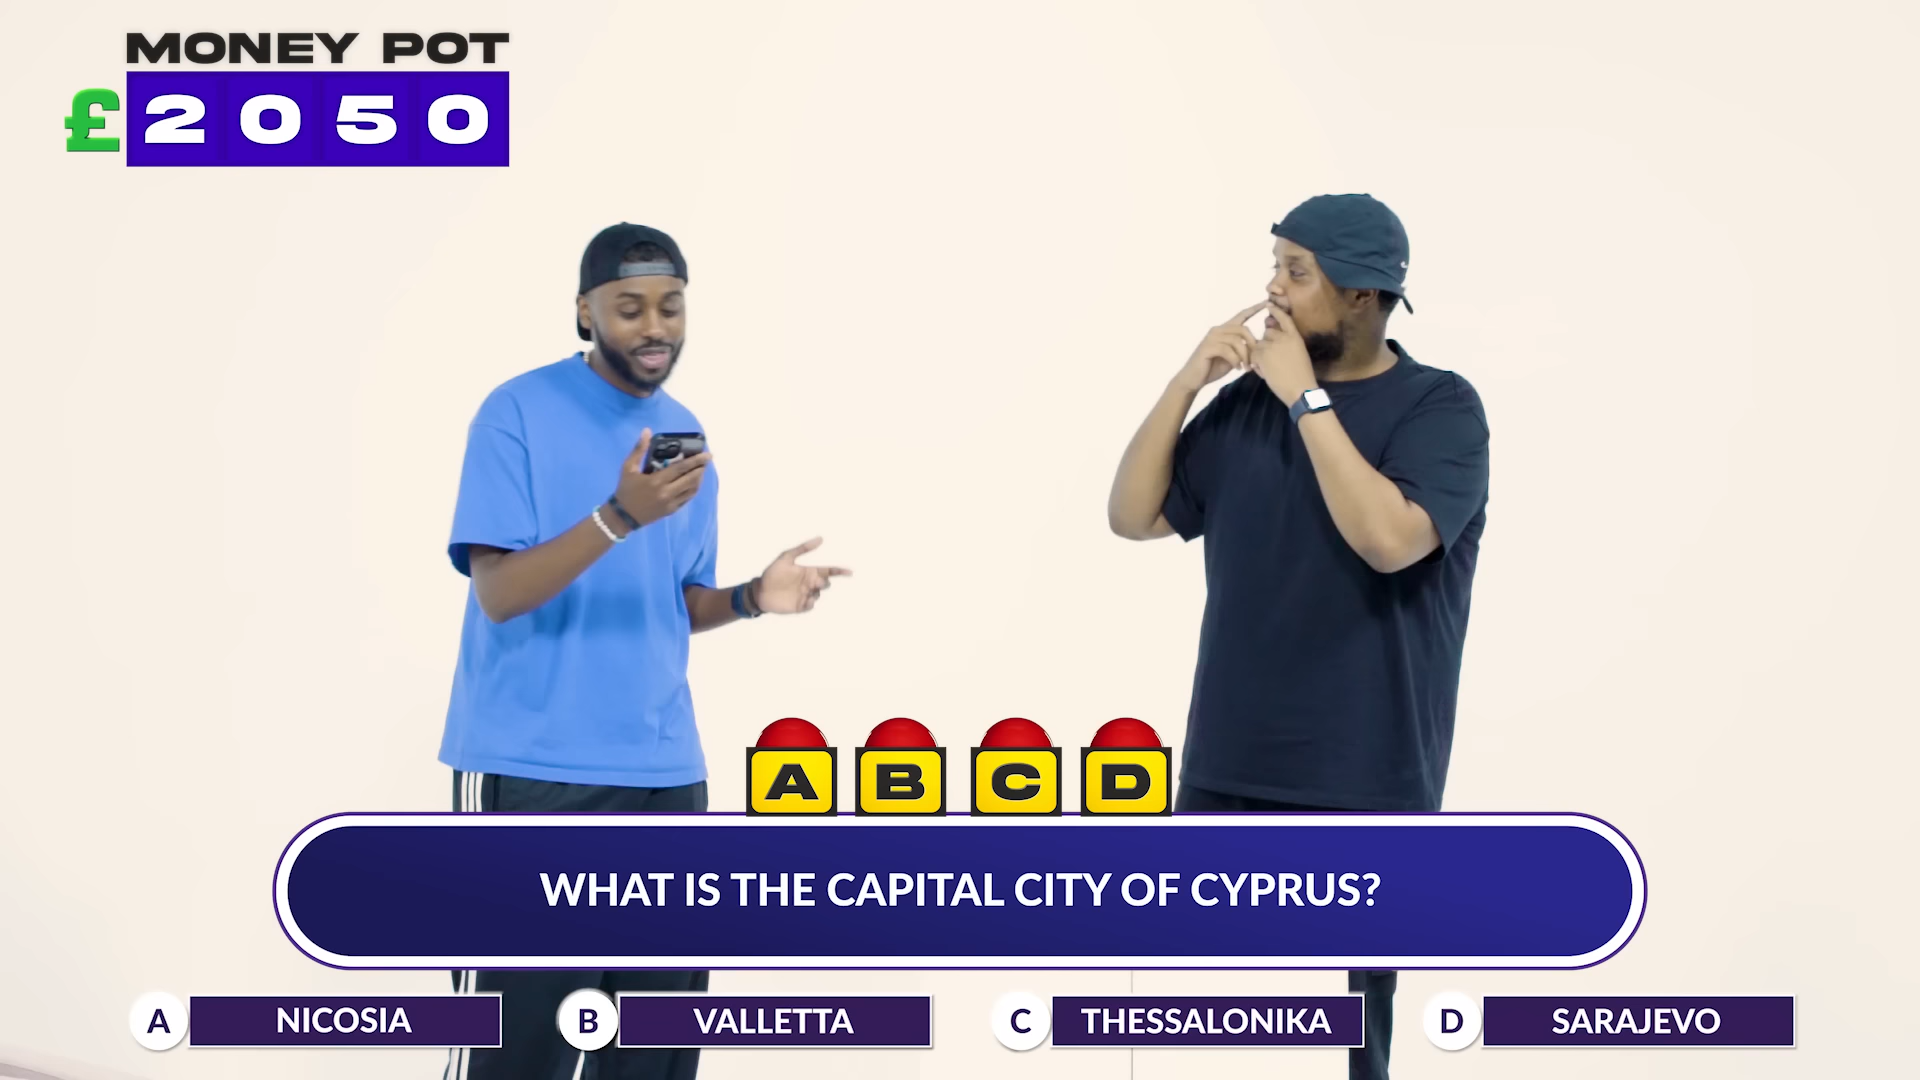 MONEY POT
£2050
A B C D
WHAT IS THE CAPITAL CITY OF CYPRUS?
A NICOSIA
B VALLETTA
C THESSALONIKA
D SARAJEVO